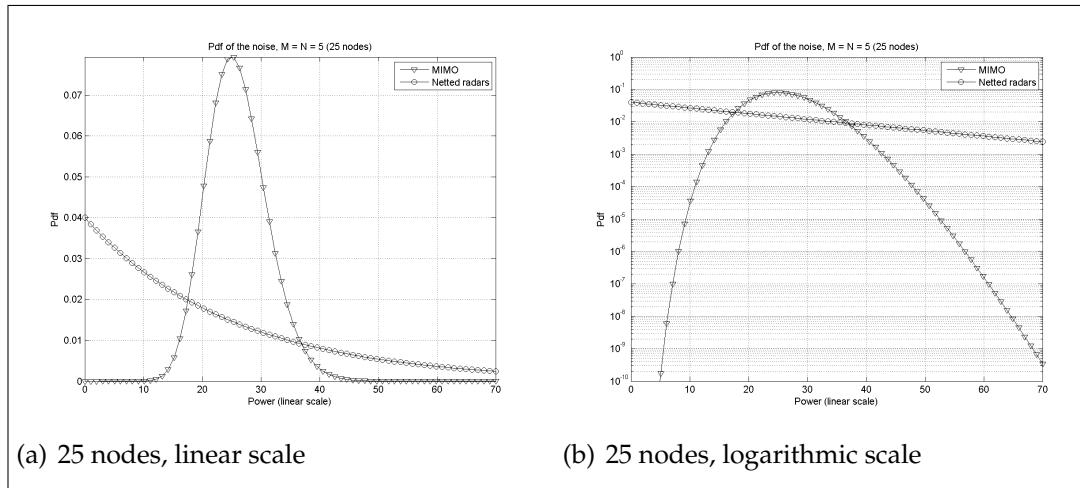 Pdf of the noise, M = N = 5 (25 nodes)
MIMO
Netted radars
0.07
0.06
0.05
0.04
0.03
0.02
0.01
0
Pdf
0 10 20 30 40 50 60 70
Power (linear scale)
(a) 25 nodes, linear scale
Pdf of the noise, M = N = 5 (25 nodes)
MIMO
Netted radars
10^0
10^-1
10^-2
10^-3
10^-4
10^-5
10^-6
10^-7
10^-8
10^-9
10^-10
Pdf
0 10 20 30 40 50 60 70
Power (linear scale)
(b) 25 nodes, logarithmic scale